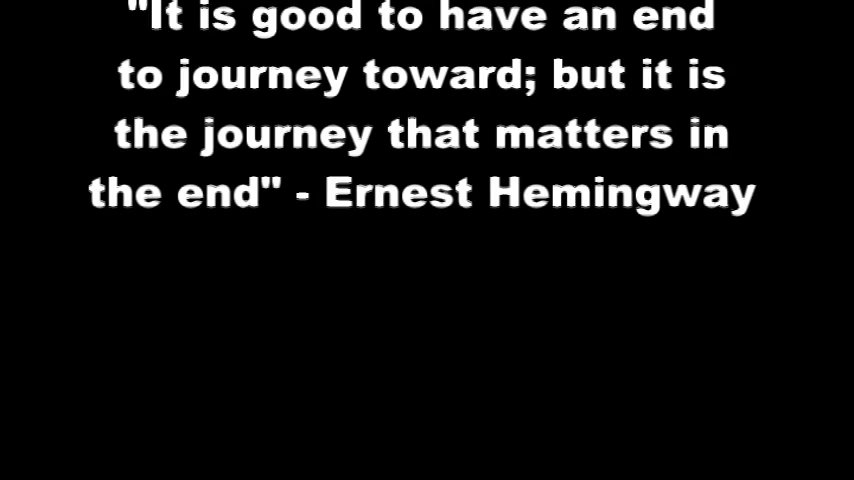 "It is good to have an end
to journey toward; but it is
the journey that matters in
the end" - Ernest Hemingway